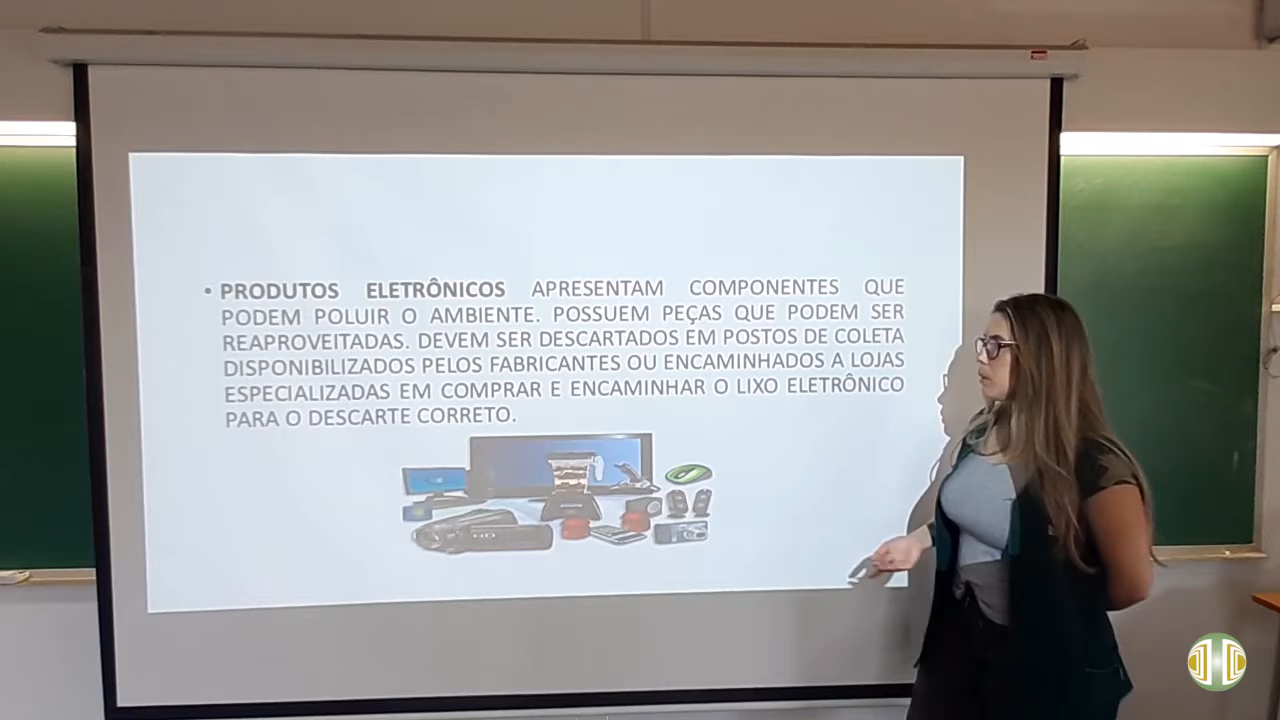 • PRODUTOS ELETRÔNICOS APRESENTAM COMPONENTES QUE
PODEM POLUIR O AMBIENTE. POSSUEM PEÇAS QUE PODEM SER
REAPROVEITADAS. DEVEM SER DESCARTADOS EM POSTOS DE COLETA
DISPONIBILIZADOS PELOS FABRICANTES OU ENCAMINHADOS A LOJAS
ESPECIALIZADAS EM COMPRAR E ENCAMINHAR O LIXO ELETRÔNICO
PARA O DESCARTE CORRETO.
HD